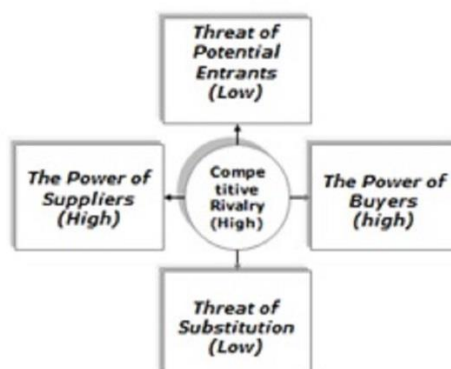 Threat of
Potential
Entrants
(Low)
The Power of
Suppliers
(High)
Compe
titive
Rivalry
(High)
The Power of
Buyers
(high)
Threat of
Substitution
(Low)